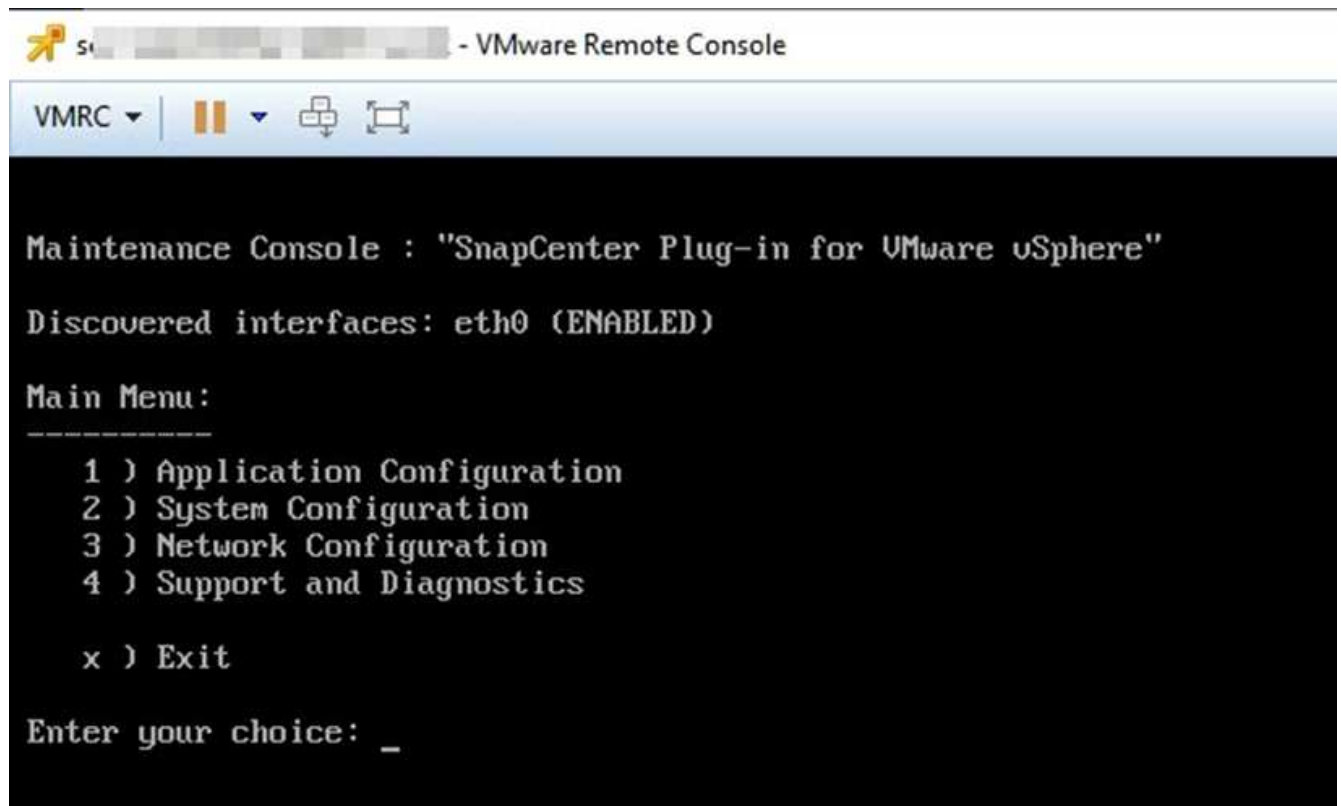 - VMware Remote Console
VMRC
Maintenance Console : "SnapCenter Plug-in for VMware vSphere"
Discovered interfaces: eth0 (ENABLED)
Main Menu:
----------
1 ) Application Configuration
2 ) System Configuration
3 ) Network Configuration
4 ) Support and Diagnostics
x ) Exit
Enter your choice: _